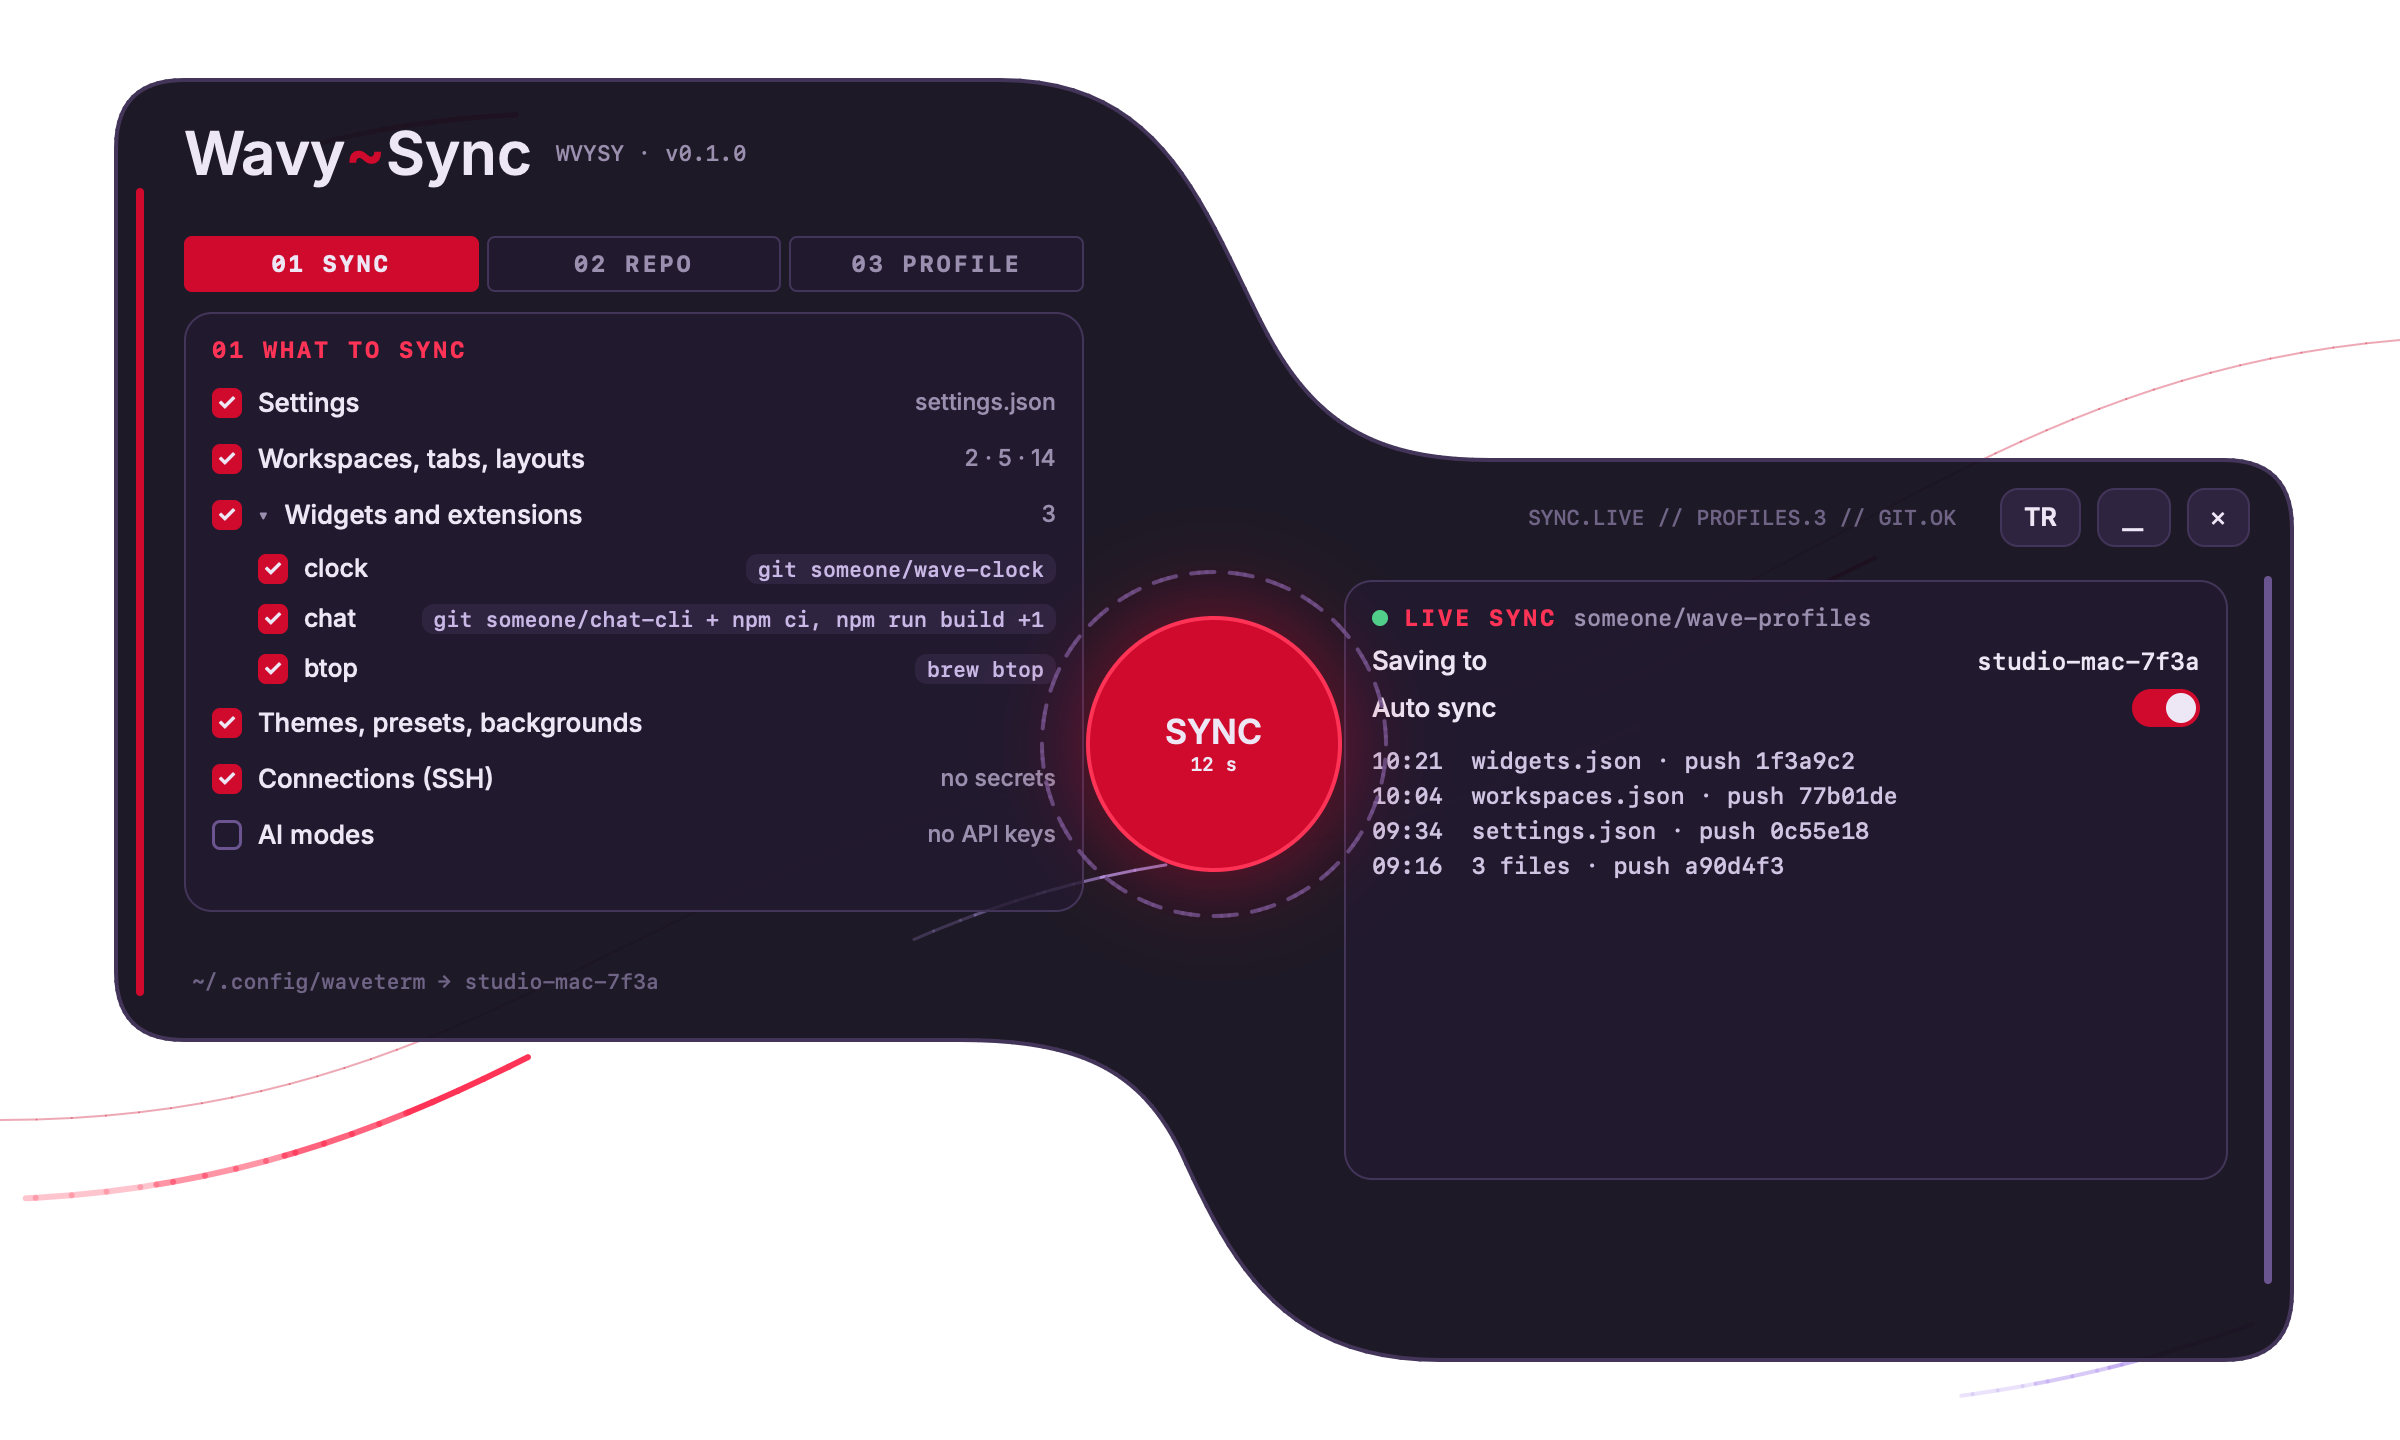 Wavy~Sync WVYSY · v0.1.0
01 SYNC 02 REPO 03 PROFILE
01 WHAT TO SYNC
Settings settings.json
Workspaces, tabs, layouts 2 · 5 · 14
▾ Widgets and extensions 3
clock git someone/wave-clock
chat git someone/chat-cli + npm ci, npm run build +1
btop brew btop
Themes, presets, backgrounds
Connections (SSH) no secrets
AI modes no API keys
~/.config/waveterm → studio-mac-7f3a
SYNC
12 s
SYNC.LIVE // PROFILES.3 // GIT.OK TR _ ×
LIVE SYNC someone/wave-profiles
Saving to studio-mac-7f3a
Auto sync
10:21 widgets.json · push 1f3a9c2
10:04 workspaces.json · push 77b01de
09:34 settings.json · push 0c55e18
09:16 3 files · push a90d4f3